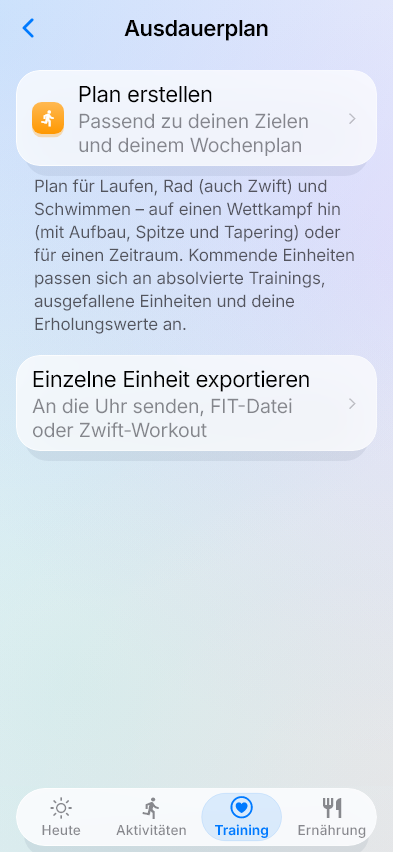 Ausdauerplan
Plan erstellen
Passend zu deinen Zielen
und deinem Wochenplan
Plan für Laufen, Rad (auch Zwift) und
Schwimmen – auf einen Wettkampf hin
(mit Aufbau, Spitze und Tapering) oder
für einen Zeitraum. Kommende Einheiten
passen sich an absolvierte Trainings,
ausgefallene Einheiten und deine
Erholungswerte an.
Einzelne Einheit exportieren
An die Uhr senden, FIT-Datei
oder Zwift-Workout
Heute Aktivitäten Training Ernährung